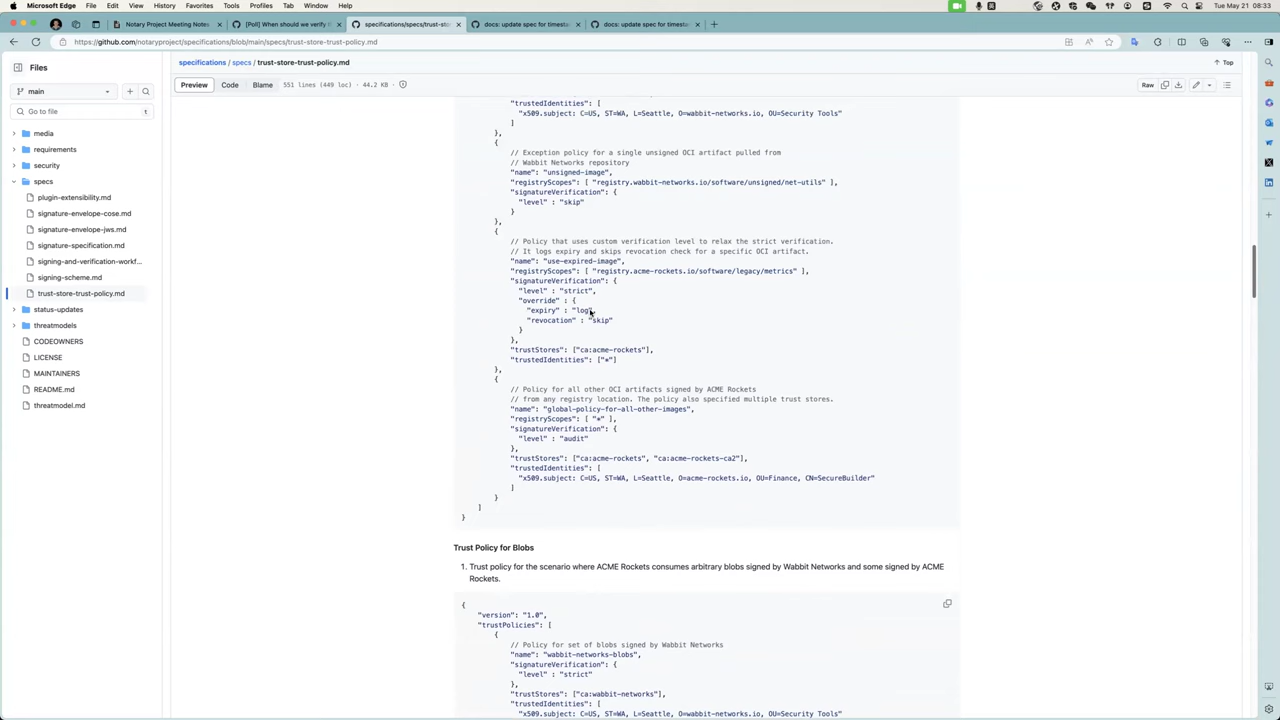 Microsoft Edge File Edit View History Favorites Tools Profiles Tab Window Help
Tue May 21 08:33
Notary Project Meeting Notes
[Poll] When should we verify t
specifications/specs/trust-stor
docs: update spec for timesta
docs: update spec for timesta
https://github.com/notaryproject/specifications/blob/main/specs/trust-store-trust-policy.md
Files
main
Go to file
media
requirements
security
specs
plugin-extensibility.md
signature-envelope-cose.md
signature-envelope-jws.md
signature-specification.md
signing-and-verification-workf...
signing-scheme.md
trust-store-trust-policy.md
status-updates
threatmodels
CODEOWNERS
LICENSE
MAINTAINERS
README.md
threatmodel.md
specifications / specs / trust-store-trust-policy.md
Top
Preview Code Blame 551 lines (449 loc) · 44.2 KB
Raw
"trustedIdentities": [
"x509.subject: C=US, ST=WA, L=Seattle, O=wabbit-networks.io, OU=Security Tools"
]
},
{
// Exception policy for a single unsigned OCI artifact pulled from
// Wabbit Networks repository
"name": "unsigned-image",
"registryScopes": [ "registry.wabbit-networks.io/software/unsigned/net-utils" ],
"signatureVerification": {
"level" : "skip"
}
},
{
// Policy that uses custom verification level to relax the strict verification.
// It logs expiry and skips revocation check for a specific OCI artifact.
"name": "use-expired-image",
"registryScopes": [ "registry.acme-rockets.io/software/legacy/metrics" ],
"signatureVerification": {
"level" : "strict",
"override" : {
"expiry" : "log",
"revocation" : "skip"
}
},
"trustStores": ["ca:acme-rockets"],
"trustedIdentities": ["*"]
},
{
// Policy for all other OCI artifacts signed by ACME Rockets
// from any registry location. The policy also specified multiple trust stores.
"name": "global-policy-for-all-other-images",
"registryScopes": [ "*" ],
"signatureVerification": {
"level" : "audit"
},
"trustStores": ["ca:acme-rockets", "ca:acme-rockets-ca2"],
"trustedIdentities": [
"x509.subject: C=US, ST=WA, L=Seattle, O=acme-rockets.io, OU=Finance, CN=SecureBuilder"
]
}
]
}
Trust Policy for Blobs
1. Trust policy for the scenario where ACME Rockets consumes arbitrary blobs signed by Wabbit Networks and some signed by ACME
Rockets.
{
"version": "1.0",
"trustPolicies": [
{
// Policy for set of blobs signed by Wabbit Networks
"name": "wabbit-networks-blobs",
"signatureVerification": {
"level" : "strict"
},
"trustStores": ["ca:wabbit-networks"],
"trustedIdentities": [
"x509.subject: C=US, ST=WA, L=Seattle, O=wabbit-networks.io, OU=Security Tools"